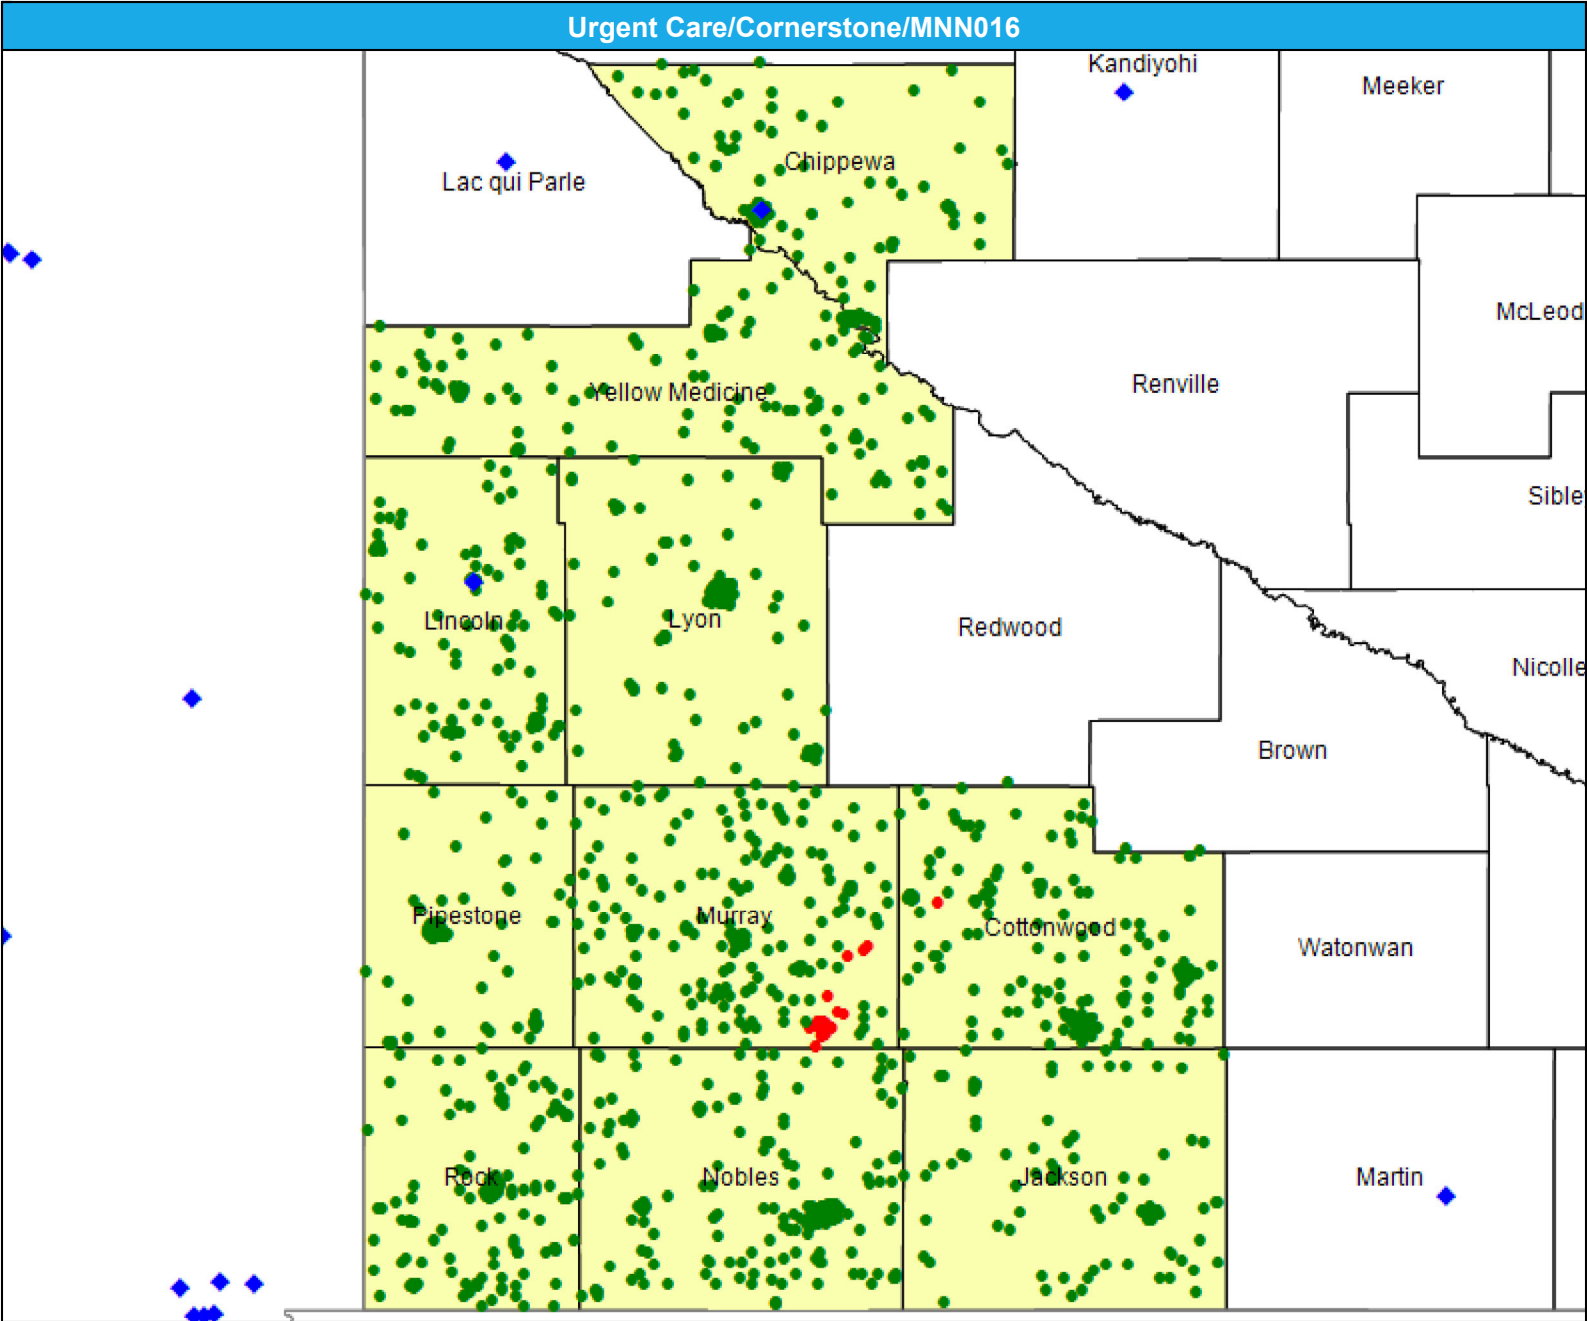 Urgent Care/Cornerstone/MNN016
Kandiyohi
Meeker
Chippewa
Lac qui Parle
McLeod
Renville
Yellow Medicine
Sible
Lincoln
Lyon
Redwood
Nicolle
Brown
Pipestone
Murray
Cottonwood
Watonwan
Rock
Nobles
Jackson
Martin